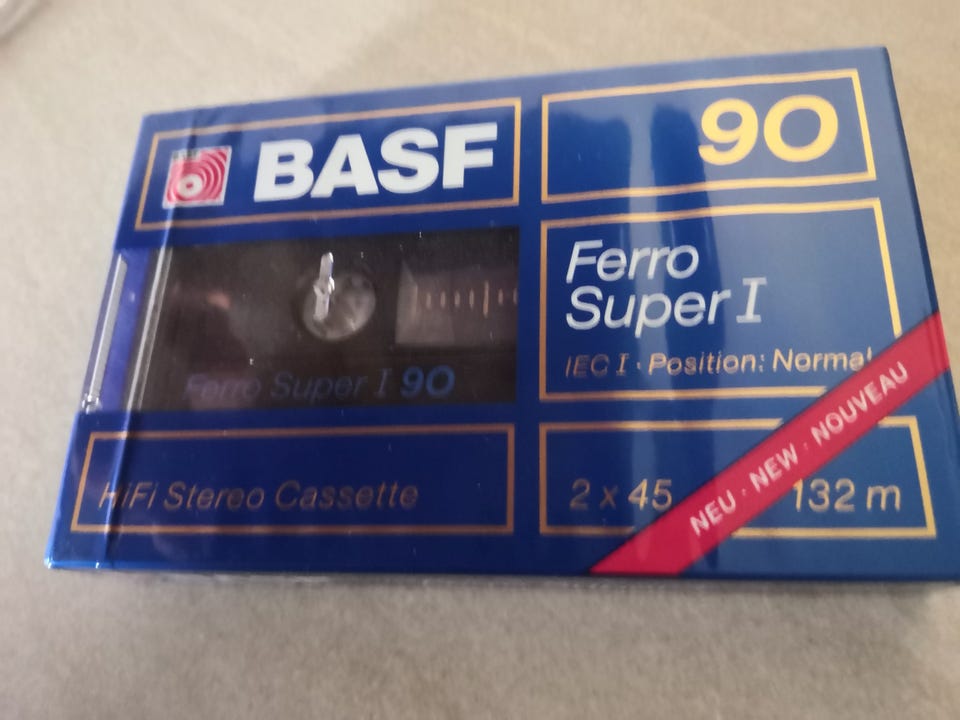 BASF
90
Ferro
Super I
IEC I · Position: Normal
Ferro Super I 90
HiFi Stereo Cassette
2 x 45
132 m
NEU · NEW · NOUVEAU